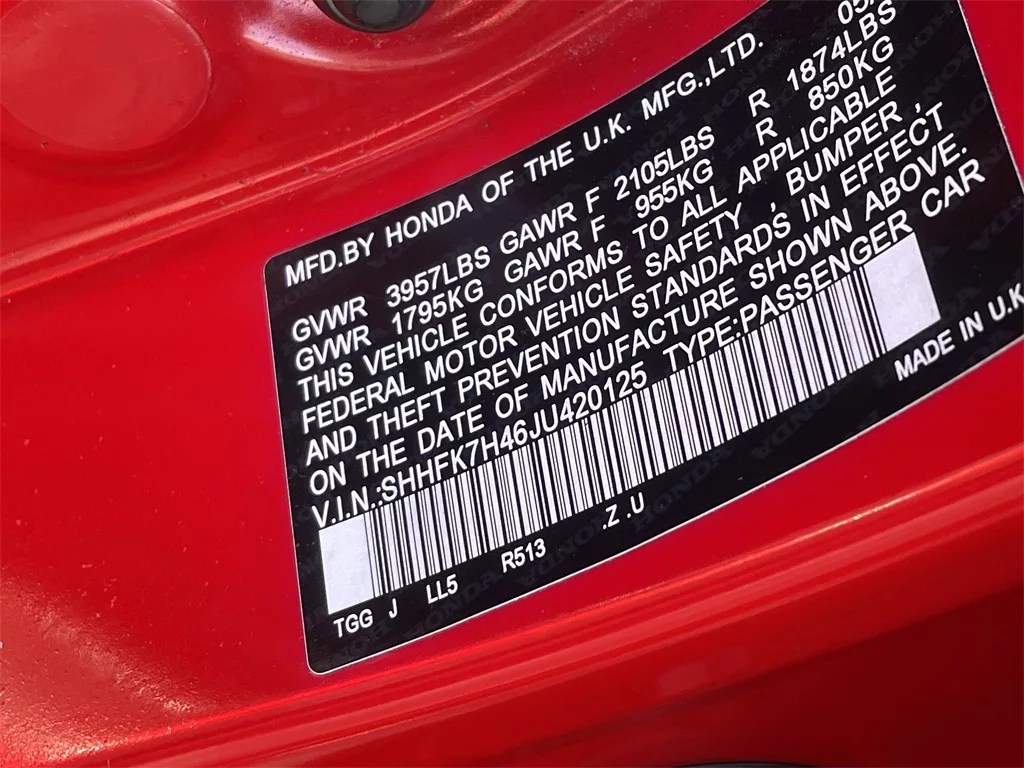 MFD.BY HONDA OF THE U.K. MFG.,LTD.
GVWR 3957LBS GAWR F 2105LBS R 1874LBS
GVWR 1795KG GAWR F 955KG R 850KG
THIS VEHICLE CONFORMS TO ALL APPLICABLE
FEDERAL MOTOR VEHICLE SAFETY , BUMPER ,
AND THEFT PREVENTION STANDARDS IN EFFECT
ON THE DATE OF MANUFACTURE SHOWN ABOVE.
V.I.N.:SHHFK7H46JU420125 TYPE:PASSENGER CAR
TGG J LL5 R513 .Z .U MADE IN U.K